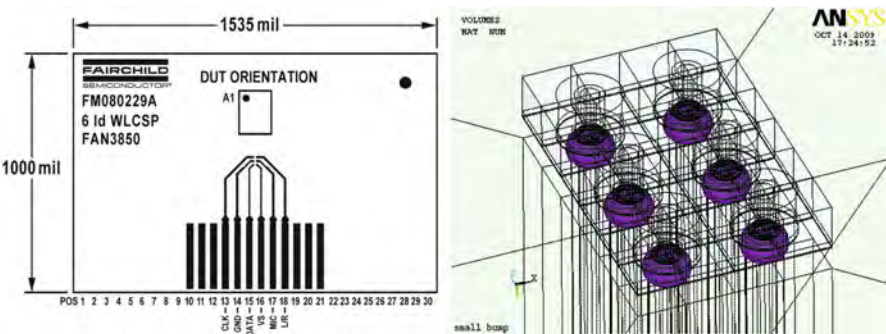 1535 mil
1000 mil
FAIRCHILD
SEMICONDUCTOR®
FM080229A
6 ld WLCSP
FAN3850
DUT ORIENTATION
A1
POS 1 2 3 4 5 6 7 8 9 10 11 12 13 14 15 16 17 18 19 20 21 22 23 24 25 26 27 28 29 30
CLK
GND
DATA
VS
MIC
L/R
VOLUMES
MAT NUM
ANSYS
OCT 14 2009
17:24:52
X
small bump